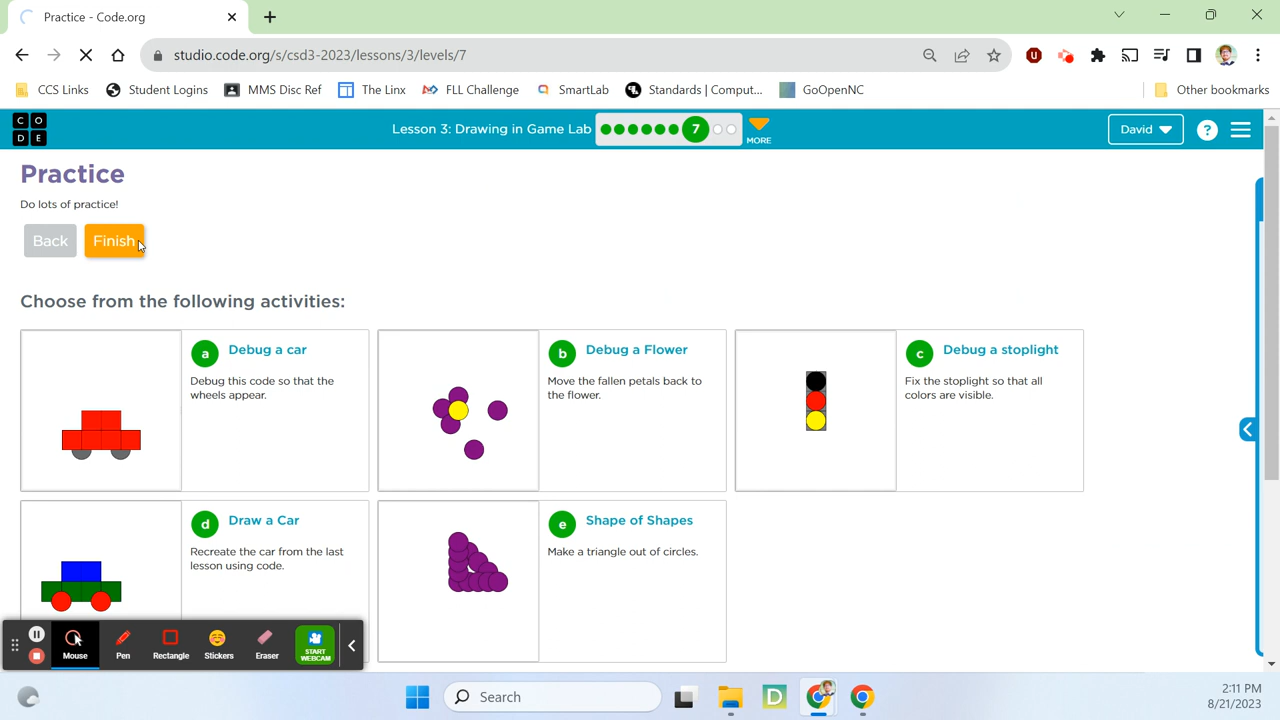 Practice - Code.org
studio.code.org/s/csd3-2023/lessons/3/levels/7
CCS Links Student Logins MMS Disc Ref The Linx FLL Challenge SmartLab Standards | Comput... GoOpenNC Other bookmarks
C O
D E
Lesson 3: Drawing in Game Lab 7 MORE David ?
Practice
Do lots of practice!
Back Finish
Choose from the following activities:
a Debug a car
Debug this code so that the
wheels appear.
b Debug a Flower
Move the fallen petals back to
the flower.
c Debug a stoplight
Fix the stoplight so that all
colors are visible.
d Draw a Car
Recreate the car from the last
lesson using code.
e Shape of Shapes
Make a triangle out of circles.
Mouse Pen Rectangle Stickers Eraser START
WEBCAM
Search
D
2:11 PM
8/21/2023